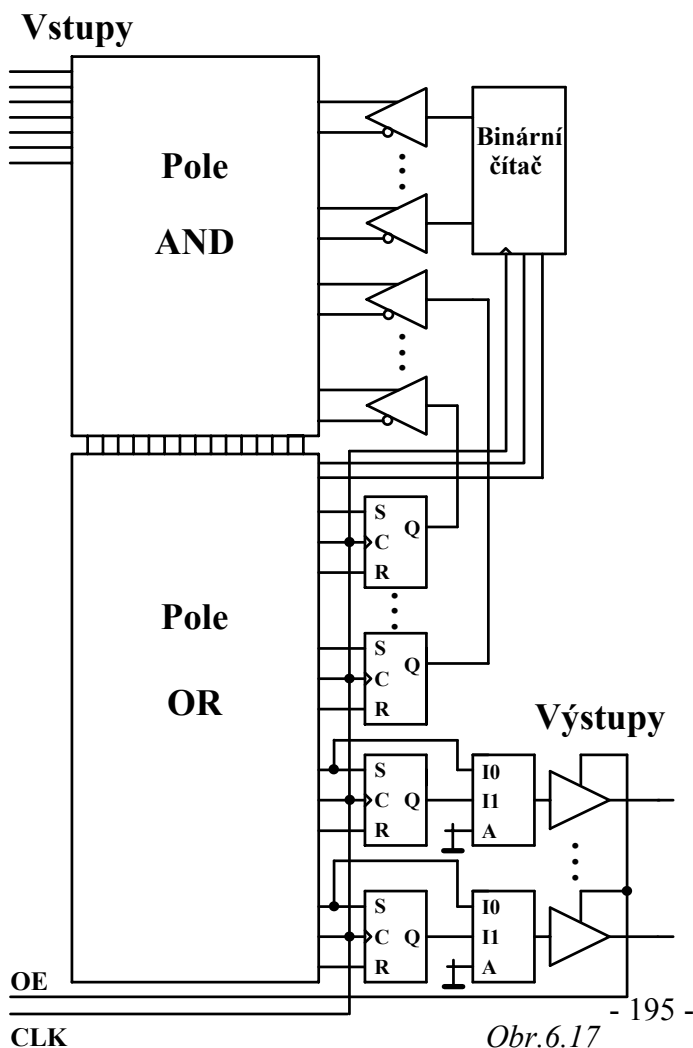 Vstupy
Pole
AND
Binární
čítač
S
C
R
Q
S
C
R
Q
Pole
OR
Výstupy
S
C
R
Q
I0
I1
A
S
C
R
Q
I0
I1
A
OE
CLK
- 195 -
Obr.6.17